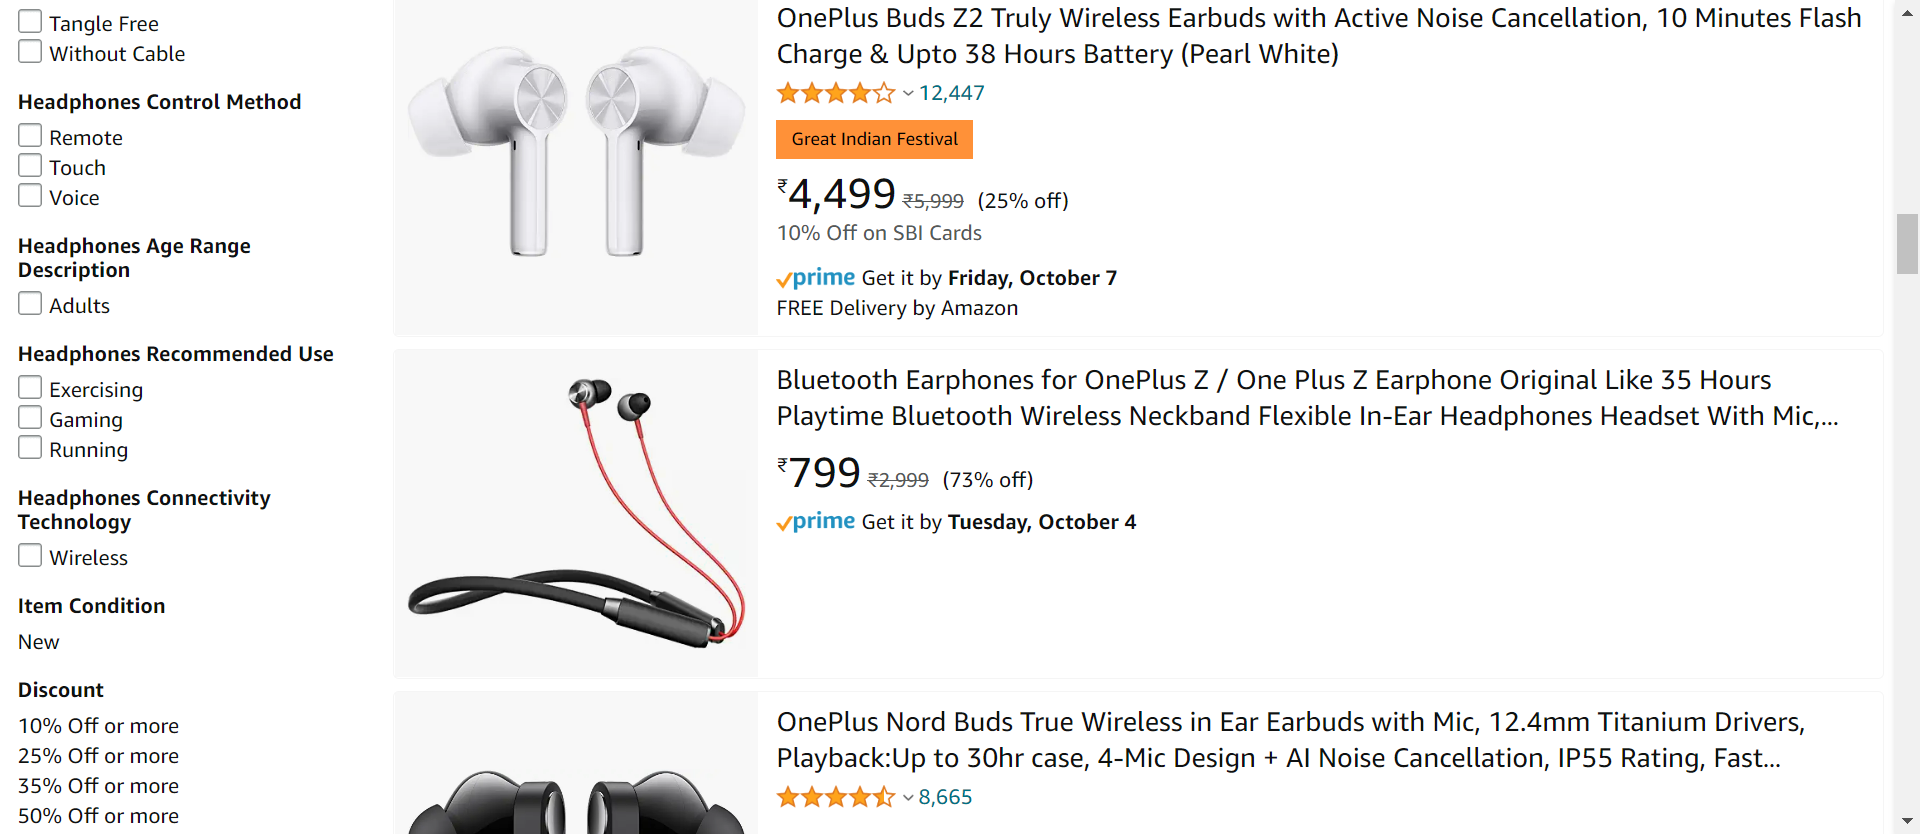 Tangle Free
Without Cable
Headphones Control Method
Remote
Touch
Voice
Headphones Age Range
Description
Adults
Headphones Recommended Use
Exercising
Gaming
Running
Headphones Connectivity
Technology
Wireless
Item Condition
New
Discount
10% Off or more
25% Off or more
35% Off or more
50% Off or more
OnePlus Buds Z2 Truly Wireless Earbuds with Active Noise Cancellation, 10 Minutes Flash
Charge & Upto 38 Hours Battery (Pearl White)
12,447
Great Indian Festival
₹4,499 ₹5,999 (25% off)
10% Off on SBI Cards
prime Get it by Friday, October 7
FREE Delivery by Amazon
Bluetooth Earphones for OnePlus Z / One Plus Z Earphone Original Like 35 Hours
Playtime Bluetooth Wireless Neckband Flexible In-Ear Headphones Headset With Mic,...
₹799 ₹2,999 (73% off)
prime Get it by Tuesday, October 4
OnePlus Nord Buds True Wireless in Ear Earbuds with Mic, 12.4mm Titanium Drivers,
Playback:Up to 30hr case, 4-Mic Design + AI Noise Cancellation, IP55 Rating, Fast...
8,665